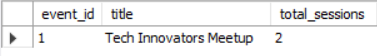 event_id title total_sessions
1 Tech Innovators Meetup 2